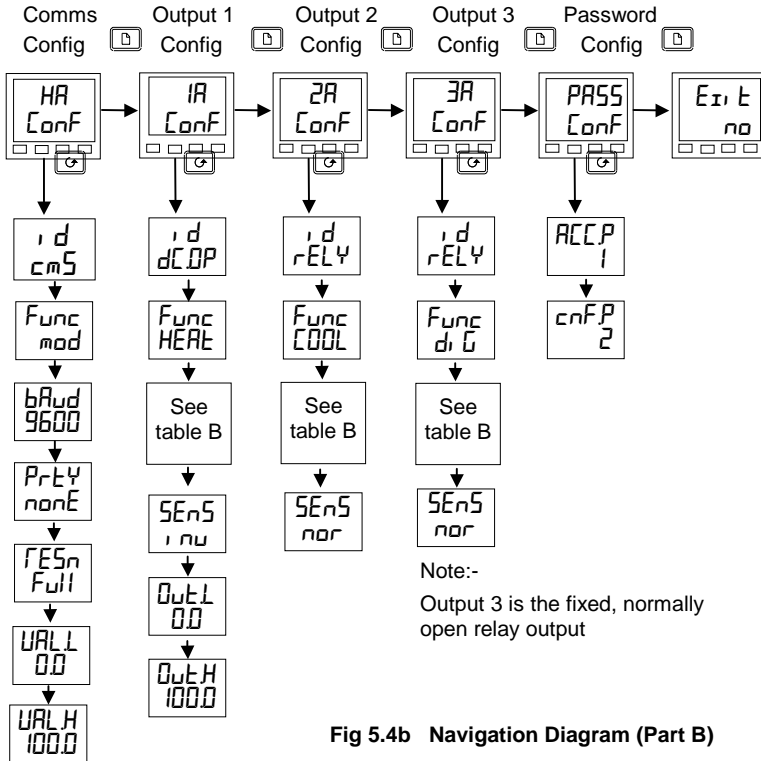 Comms Config
Output 1 Config
Output 2 Config
Output 3 Config
Password Config
HA
ConF
1A
ConF
2A
ConF
3A
ConF
PASS
ConF
Exit
no
id
cmS
Func
mod
bAud
9600
PrtY
nonE
rESn
Full
VAL.L
0.0
VAL.H
100.0
id
dC.OP
Func
HEAt
See
table B
SEnS
inv
Out.L
0.0
Out.H
100.0
id
rELY
Func
COOL
See
table B
SEnS
nor
id
rELY
Func
diG
See
table B
SEnS
nor
ACC.P
1
cnF.P
2
Note:-
Output 3 is the fixed, normally
open relay output
Fig 5.4b Navigation Diagram (Part B)